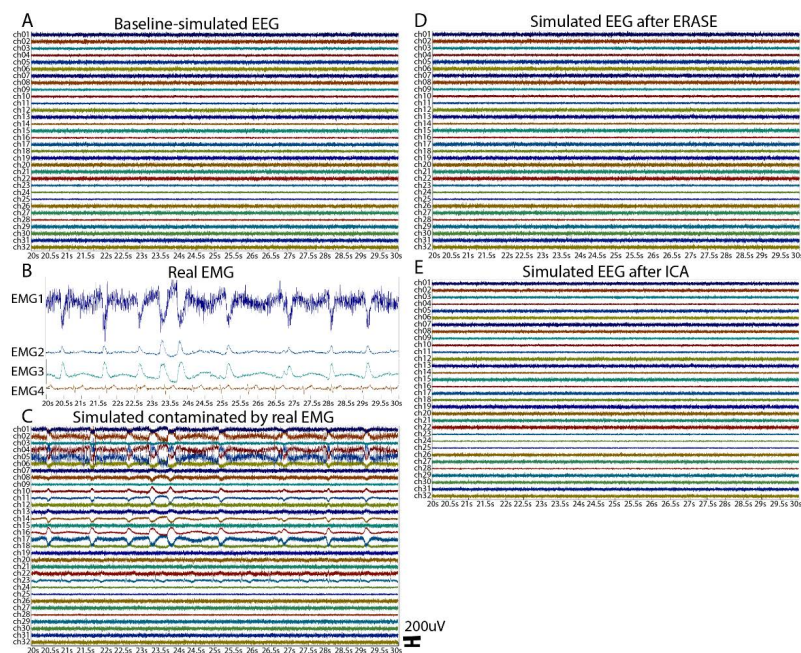 A
Baseline-simulated EEG
ch01
ch02
ch03
ch04
ch05
ch06
ch07
ch08
ch09
ch10
ch11
ch12
ch13
ch14
ch15
ch16
ch17
ch18
ch19
ch20
ch21
ch22
ch23
ch24
ch25
ch26
ch27
ch28
ch29
ch30
ch31
ch32
20s 20.5s 21s 21.5s 22s 22.5s 23s 23.5s 24s 24.5s 25s 25.5s 26s 26.5s 27s 27.5s 28s 28.5s 29s 29.5s 30s
B
Real EMG
EMG1
EMG2
EMG3
EMG4
20s 20.5s 21s 21.5s 22s 22.5s 23s 23.5s 24s 24.5s 25s 25.5s 26s 26.5s 27s 27.5s 28s 28.5s 29s 29.5s 30s
C
Simulated contaminated by real EMG
ch01
ch02
ch03
ch04
ch05
ch06
ch07
ch08
ch09
ch10
ch11
ch12
ch13
ch14
ch15
ch16
ch17
ch18
ch19
ch20
ch21
ch22
ch23
ch24
ch25
ch26
ch27
ch28
ch29
ch30
ch31
ch32
20s 20.5s 21s 21.5s 22s 22.5s 23s 23.5s 24s 24.5s 25s 25.5s 26s 26.5s 27s 27.5s 28s 28.5s 29s 29.5s 30s
200uV
D
Simulated EEG after ERASE
ch01
ch02
ch03
ch04
ch05
ch06
ch07
ch08
ch09
ch10
ch11
ch12
ch13
ch14
ch15
ch16
ch17
ch18
ch19
ch20
ch21
ch22
ch23
ch24
ch25
ch26
ch27
ch28
ch29
ch30
ch31
ch32
20s 20.5s 21s 21.5s 22s 22.5s 23s 23.5s 24s 24.5s 25s 25.5s 26s 26.5s 27s 27.5s 28s 28.5s 29s 29.5s 30s
E
Simulated EEG after ICA
ch01
ch02
ch03
ch04
ch05
ch06
ch07
ch08
ch09
ch10
ch11
ch12
ch13
ch14
ch15
ch16
ch17
ch18
ch19
ch20
ch21
ch22
ch23
ch24
ch25
ch26
ch27
ch28
ch29
ch30
ch31
ch32
20s 20.5s 21s 21.5s 22s 22.5s 23s 23.5s 24s 24.5s 25s 25.5s 26s 26.5s 27s 27.5s 28s 28.5s 29s 29.5s 30s